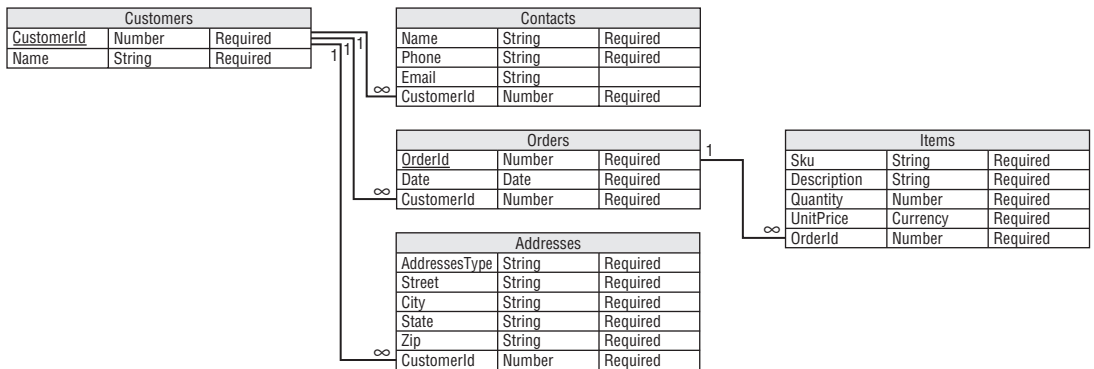 Customers
CustomerId Number Required
Name String Required
1
1
1
Contacts
Name String Required
Phone String Required
Email String
∞ CustomerId Number Required
Orders
OrderId Number Required
1
Date Date Required
∞ CustomerId Number Required
Items
Sku String Required
Description String Required
Quantity Number Required
UnitPrice Currency Required
∞ OrderId Number Required
Addresses
AddressesType String Required
Street String Required
City String Required
State String Required
Zip String Required
∞ CustomerId Number Required